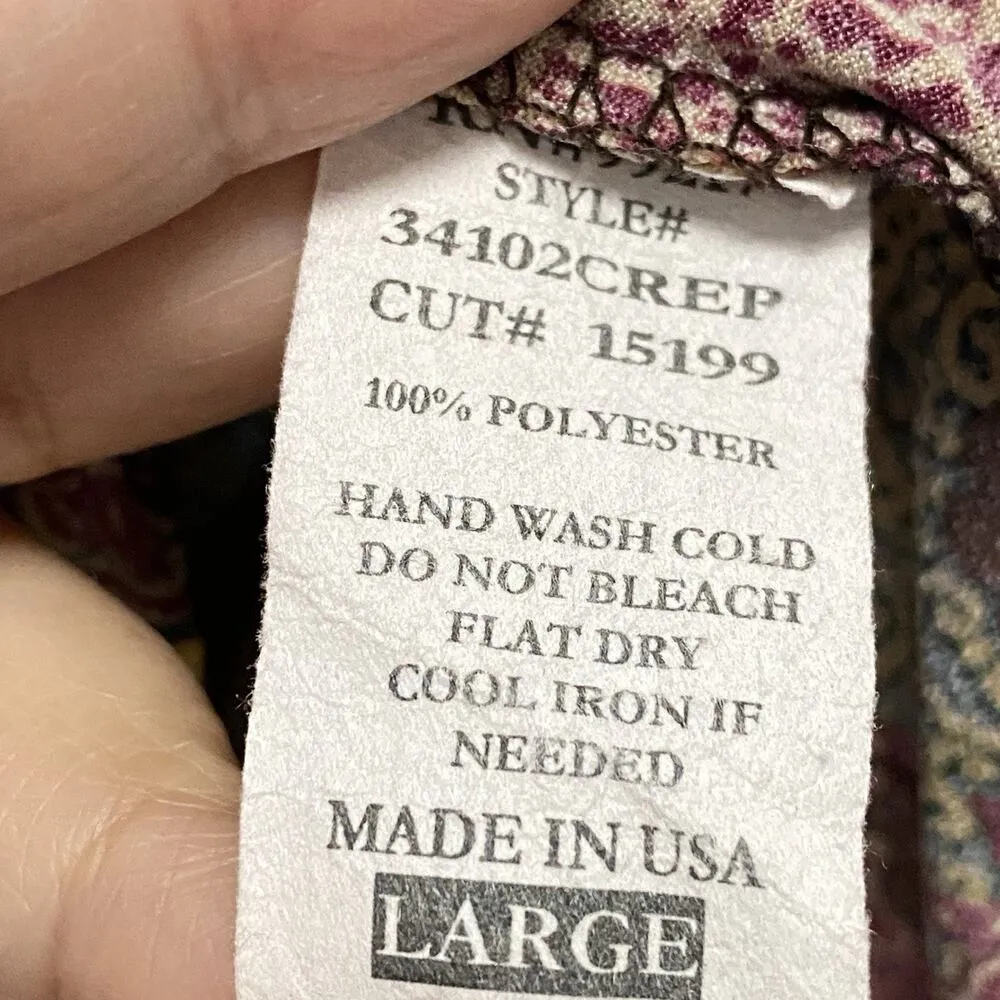 STYLE#
34102CREP
CUT# 15199
100% POLYESTER
HAND WASH COLD
DO NOT BLEACH
FLAT DRY
COOL IRON IF
NEEDED
MADE IN USA
LARGE